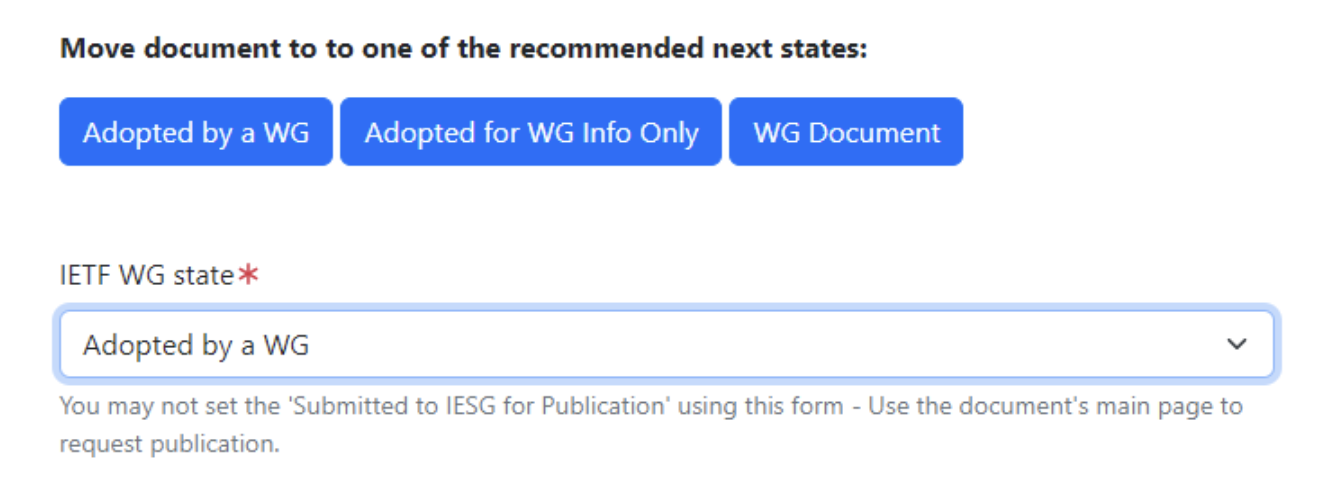 Move document to to one of the recommended next states:
Adopted by a WG Adopted for WG Info Only WG Document
IETF WG state*
Adopted by a WG
You may not set the 'Submitted to IESG for Publication' using this form - Use the document's main page to
request publication.